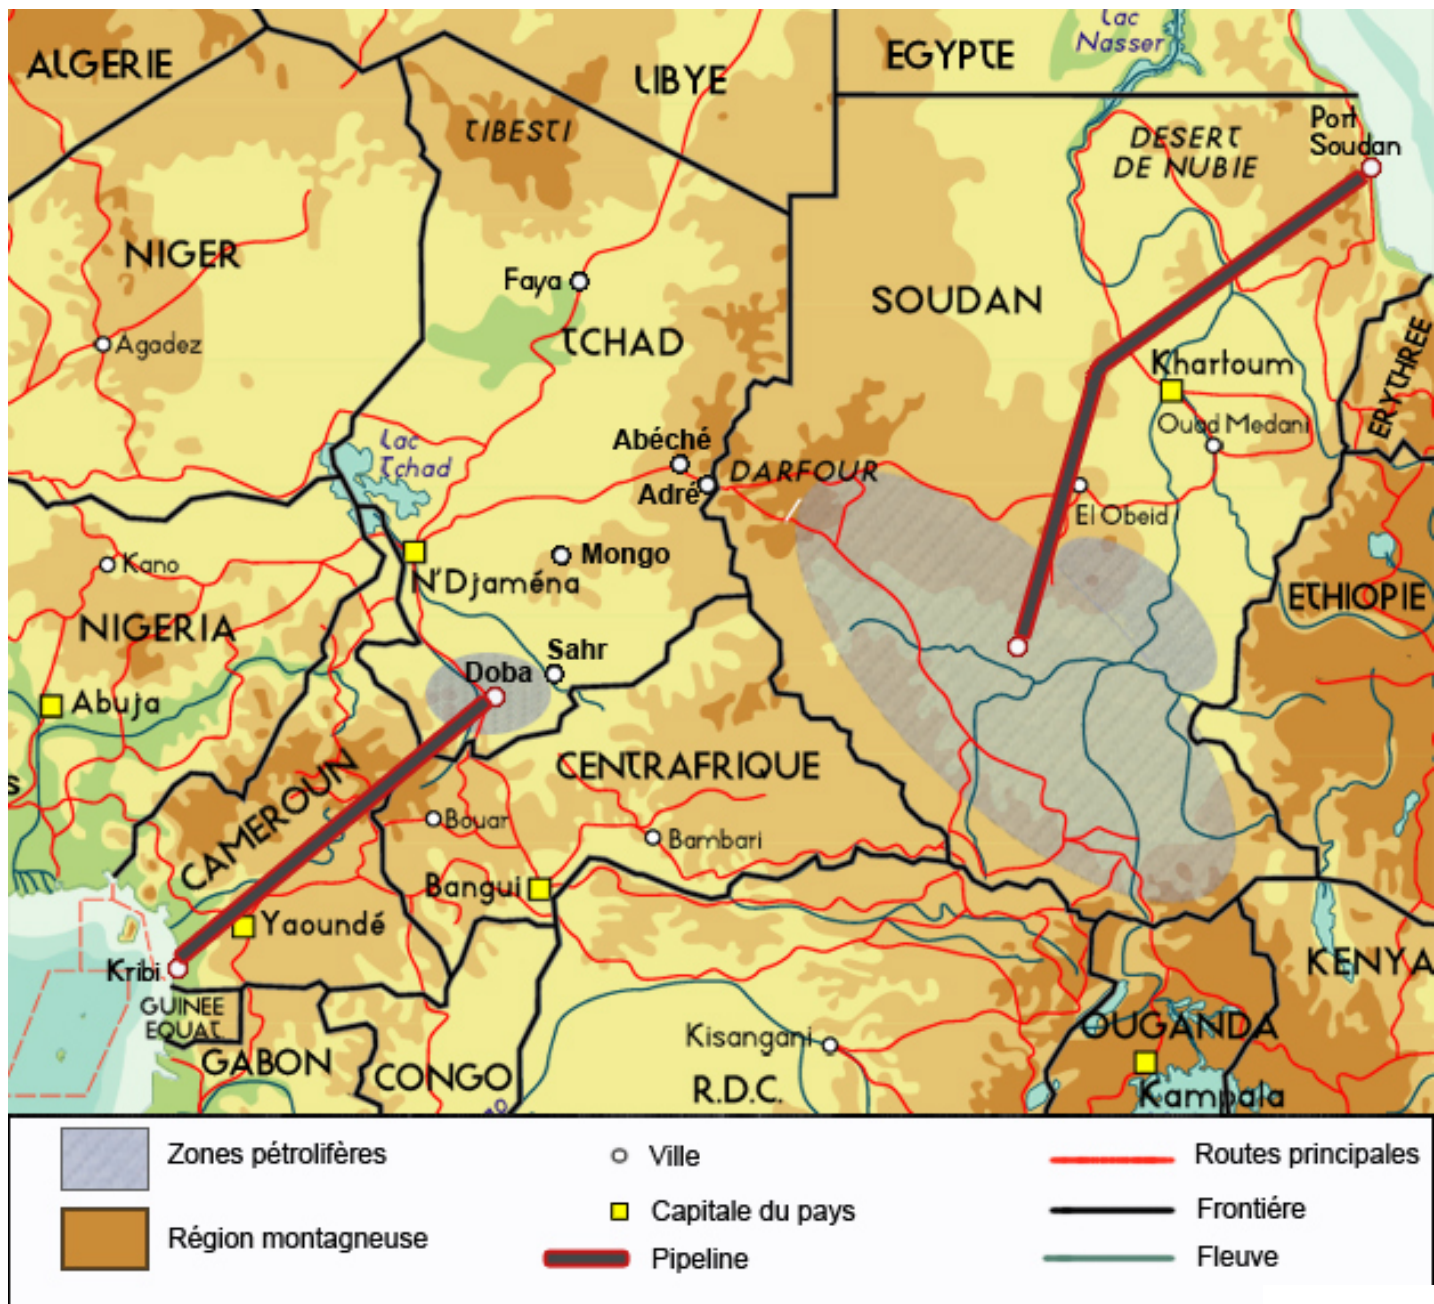 Lac
Nasser
ALGERIE
LIBYE
EGYPTE
TIBESTI
DESERT
DE NUBIE
Port
Soudan
NIGER
Faya
SOUDAN
TCHAD
Agadez
Khartoum
ERYTHREE
Ouad Medani
Lac
Tchad
Abéché
DARFOUR
Adré
El Obeid
Kano
Mongo
N'Djaména
ETHIOPIE
NIGERIA
Sahr
Doba
Abuja
CENTRAFRIQUE
S
CAMEROUN
Bouar
Bambari
Bangui
Yaoundé
Kribi
KENYA
GUINEE
EQUAT
OUGANDA
Kisangani
GABON
CONGO
R.D.C.
Kampala
Zones pétrolifères
Ville
Routes principales
Région montagneuse
Capitale du pays
Frontiére
Pipeline
Fleuve